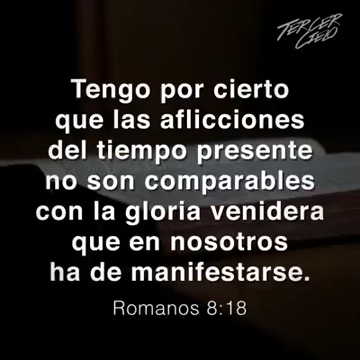 TERCER
CIELO
Tengo por cierto
que las aflicciones
del tiempo presente
no son comparables
con la gloria venidera
que en nosotros
ha de manifestarse.
Romanos 8:18